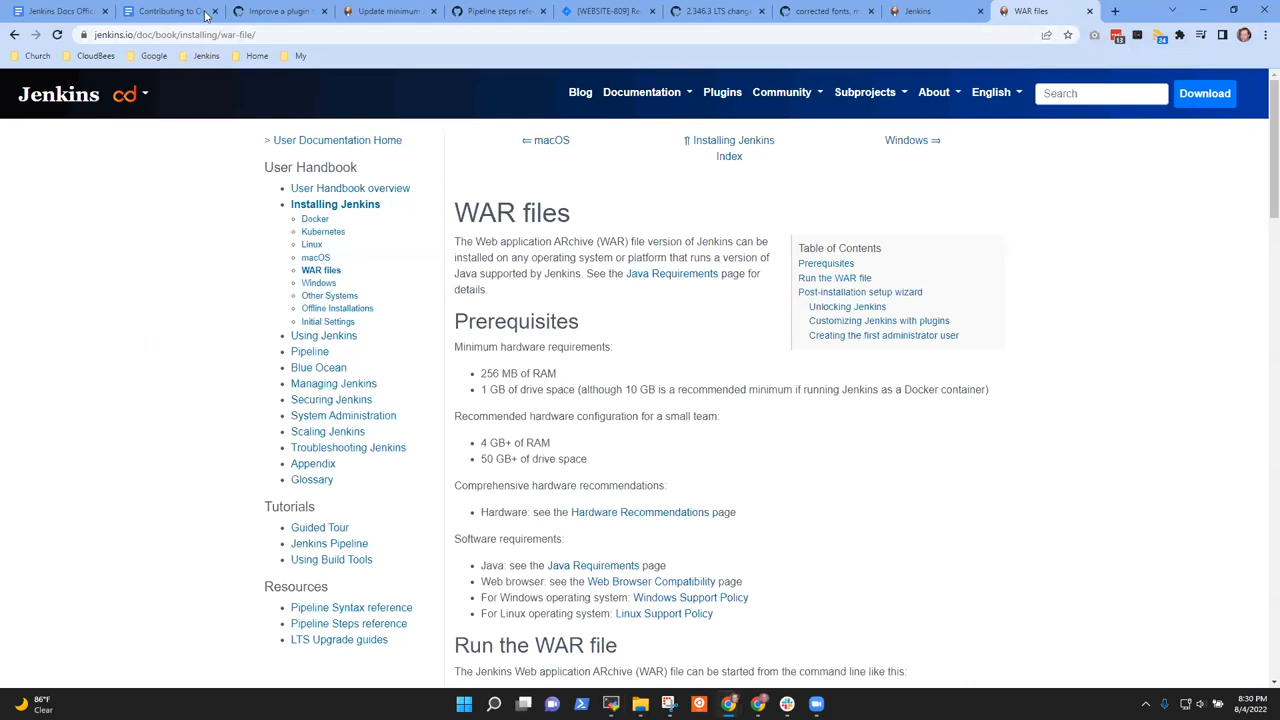 Jenkins Docs Offic
Contributing to O
Improve a plugin
Update minimum
Pipeline steps refe
[WEBSITE-809] Re
2.346.3 LTS change
corrected fonts, m
Jenkins
WAR files
jenkins.io/doc/book/installing/war-file/
13
24
Church
CloudBees
Google
Jenkins
Home
My
Jenkins cd
Blog
Documentation
Plugins
Community
Subprojects
About
English
Search
Download
> User Documentation Home
User Handbook
• User Handbook overview
• Installing Jenkins
Docker
Kubernetes
Linux
macOS
WAR files
Windows
Other Systems
Offline Installations
Initial Settings
• Using Jenkins
• Pipeline
• Blue Ocean
• Managing Jenkins
• Securing Jenkins
• System Administration
• Scaling Jenkins
• Troubleshooting Jenkins
• Appendix
• Glossary
Tutorials
• Guided Tour
• Jenkins Pipeline
• Using Build Tools
Resources
• Pipeline Syntax reference
• Pipeline Steps reference
• LTS Upgrade guides
⇐ macOS
⇑ Installing Jenkins
Index
Windows ⇒
WAR files
The Web application ARchive (WAR) file version of Jenkins can be
installed on any operating system or platform that runs a version of
Java supported by Jenkins. See the Java Requirements page for
details.
Table of Contents
Prerequisites
Run the WAR file
Post-installation setup wizard
Unlocking Jenkins
Customizing Jenkins with plugins
Creating the first administrator user
Prerequisites
Minimum hardware requirements:
• 256 MB of RAM
• 1 GB of drive space (although 10 GB is a recommended minimum if running Jenkins as a Docker container)
Recommended hardware configuration for a small team:
• 4 GB+ of RAM
• 50 GB+ of drive space
Comprehensive hardware recommendations:
• Hardware: see the Hardware Recommendations page
Software requirements:
• Java: see the Java Requirements page
• Web browser: see the Web Browser Compatibility page
• For Windows operating system: Windows Support Policy
• For Linux operating system: Linux Support Policy
Run the WAR file
The Jenkins Web application ARchive (WAR) file can be started from the command line like this:
86°F
Clear
8:30 PM
8/4/2022